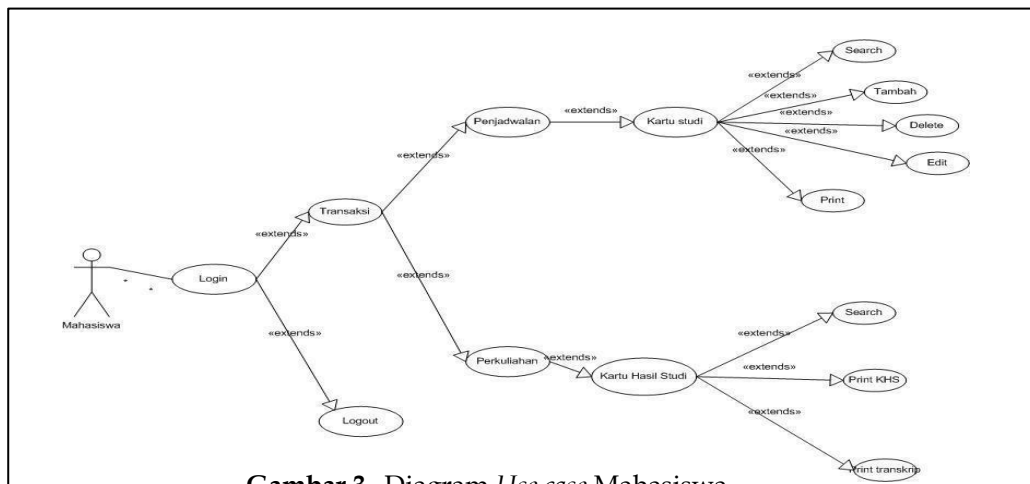 Search
«extends»
Tambah
«extends»
Penjadwalan
«extends»
Kartu studi
«extends»
Delete
«extends»
Edit
«extends»
«extends»
Print
Transaksi
«extends»
Login
* *
Mahasiswa
«extends»
Search
«extends»
«extends»
Perkuliahan
«extends»
Kartu Hasil Studi
«extends»
Print KHS
«extends»
Logout
Print transkrip
Gambar 3. Diagram Use case Mahasiswa